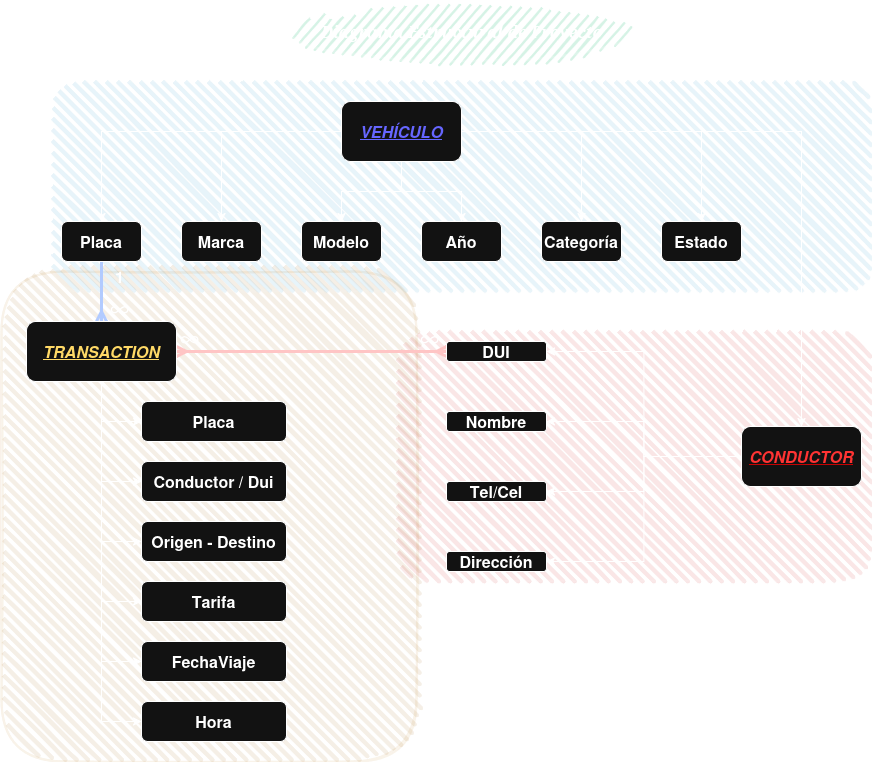 VEHÍCULO
Placa
Marca
Modelo
Año
Categoría
Estado
1
TRANSACTION
DUI
Placa
Nombre
CONDUCTOR
Conductor / Dui
Tel/Cel
Origen - Destino
Dirección
Tarifa
FechaViaje
Hora